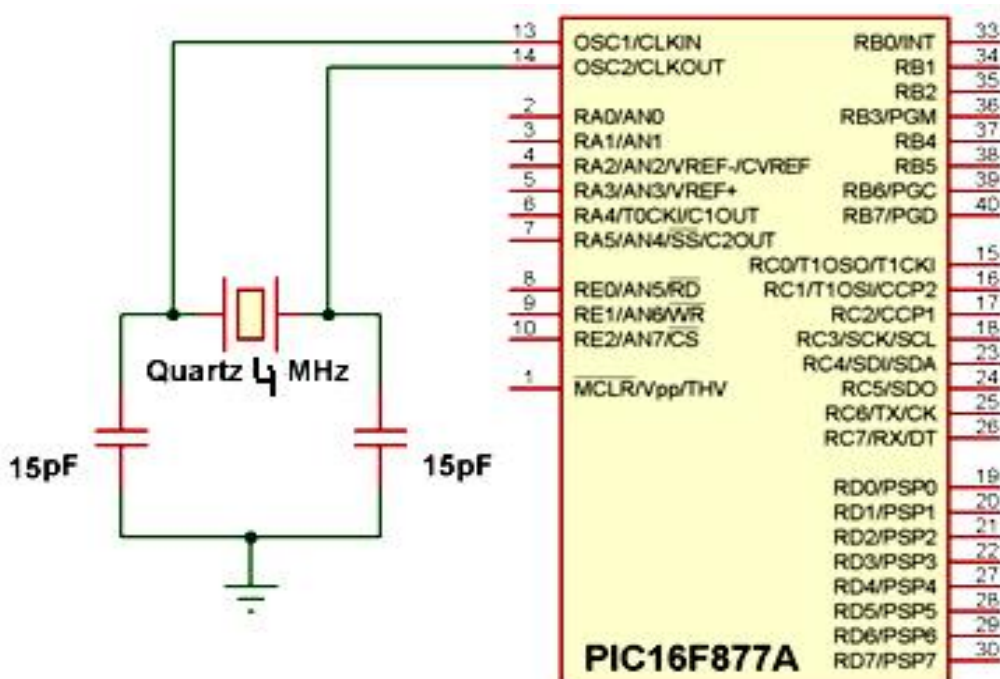 13 OSC1/CLKIN RB0/INT 33
14 OSC2/CLKOUT RB1 34
RB2 35
2 RA0/AN0 RB3/PGM 36
3 RA1/AN1 RB4 37
4 RA2/AN2/VREF-/CVREF RB5 38
5 RA3/AN3/VREF+ RB6/PGC 39
6 RA4/T0CKI/C1OUT RB7/PGD 40
7 RA5/AN4/SS/C2OUT
RC0/T1OSO/T1CKI 15
8 RE0/AN5/RD RC1/T1OSI/CCP2 16
9 RE1/AN6/WR RC2/CCP1 17
10 RE2/AN7/CS RC3/SCK/SCL 18
RC4/SDI/SDA 23
1 MCLR/Vpp/THV RC5/SDO 24
RC6/TX/CK 25
RC7/RX/DT 26
RD0/PSP0 19
RD1/PSP1 20
RD2/PSP2 21
RD3/PSP3 22
RD4/PSP4 27
RD5/PSP5 28
RD6/PSP6 29
RD7/PSP7 30
Quartz 4 MHz
15pF 15pF
PIC16F877A